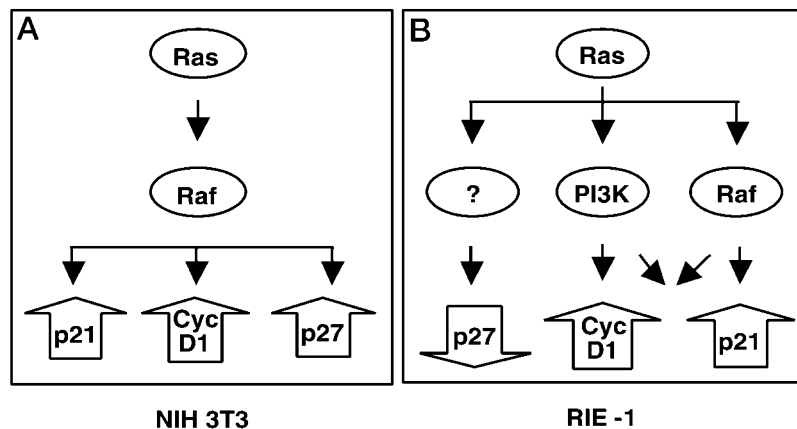 A
Ras
Raf
p21
Cyc
D1
p27
NIH 3T3
B
Ras
?
PI3K
Raf
p27
Cyc
D1
p21
RIE -1